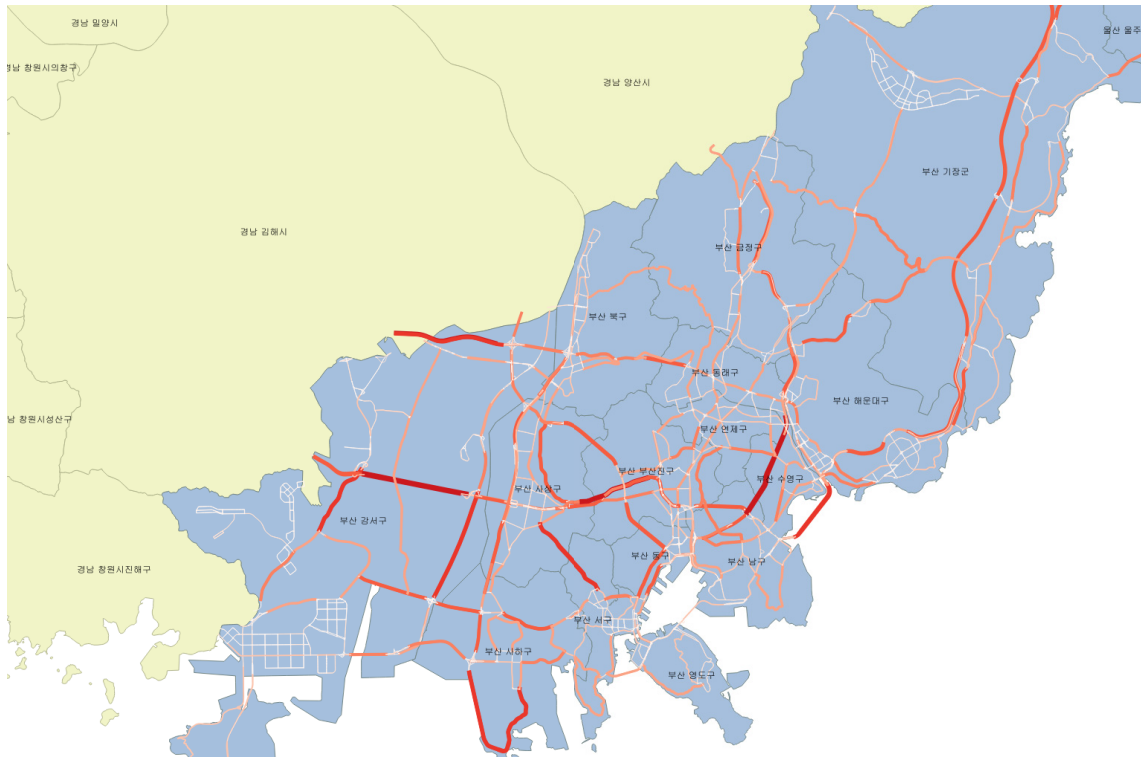 경남 밀양시
울산 울주
경남 창원시의창구
경남 양산시
부산 기장군
경남 김해시
부산 금정구
부산 북구
부산 동래구
부산 해운대구
남 창원시성산구
부산 연제구
부산 부산진구
부산 수영구
부산 사상구
부산 강서구
부산 동구
부산 남구
경남 창원시진해구
부산 서구
부산 사하구
부산 영도구